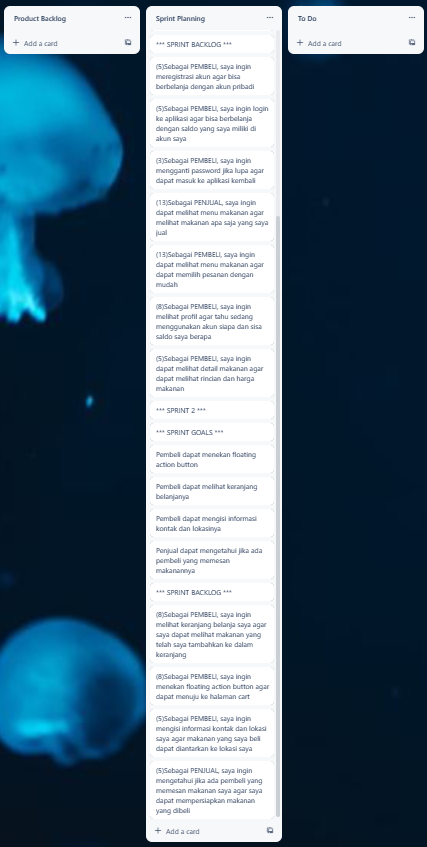 Product Backlog
Add a card
Sprint Planning
*** SPRINT BACKLOG ***
(5)Sebagai PEMBELI, saya ingin
meregistrasi akun agar bisa
berbelanja dengan akun pribadi
(5)Sebagai PEMBELI, saya ingin login
ke aplikasi agar bisa berbelanja
dengan saldo yang saya miliki di
akun saya
(3)Sebagai PEMBELI, saya ingin
mengganti password jika lupa agar
dapat masuk ke aplikasi kembali
(13)Sebagai PENJUAL, saya ingin
dapat melihat menu makanan agar
melihat makanan apa saja yang saya
jual
(13)Sebagai PEMBELI, saya ingin
dapat melihat menu makanan agar
dapat memilih pesanan dengan
mudah
(8)Sebagai PEMBELI, saya ingin
melihat profil agar tahu sedang
menggunakan akun siapa dan sisa
saldo saya berapa
(5)Sebagai PEMBELI, saya ingin
dapat melihat detail makanan agar
dapat melihat rincian dan harga
makanan
*** SPRINT 2 ***
*** SPRINT GOALS ***
Pembeli dapat menekan floating
action button
Pembeli dapat melihat keranjang
belanjanya
Pembeli dapat mengisi informasi
kontak dan lokasinya
Penjual dapat mengetahui jika ada
pembeli yang memesan
makanannya
*** SPRINT BACKLOG ***
(8)Sebagai PEMBELI, saya ingin
melihat keranjang belanja saya agar
saya dapat melihat makanan yang
telah saya tambahkan ke dalam
keranjang
(8)Sebagai PEMBELI, saya ingin
menekan floating action button agar
dapat menuju ke halaman cart
(5)Sebagai PEMBELI, saya ingin
mengisi informasi kontak dan lokasi
saya agar makanan yang saya beli
dapat diantarkan ke lokasi saya
(5)Sebagai PENJUAL, saya ingin
mengetahui jika ada pembeli yang
memesan makanan saya agar saya
dapat mempersiapkan makanan
yang dibeli
Add a card
To Do
Add a card